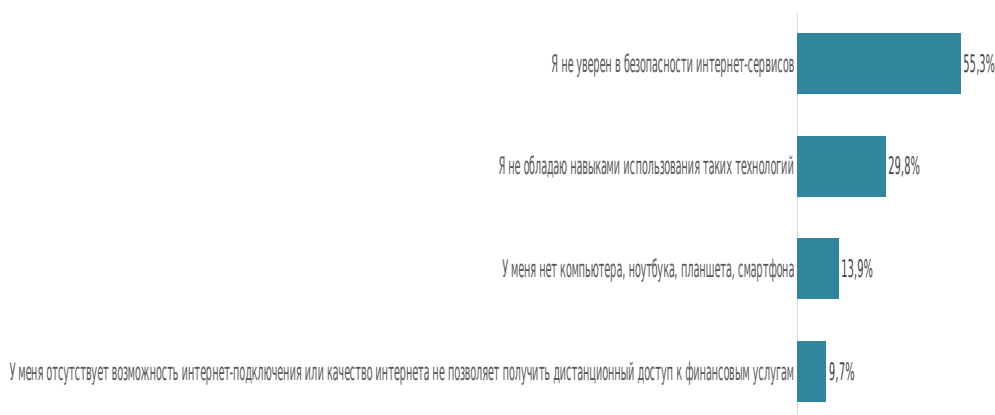 Я не уверен в безопасности интернет-сервисов 55,3%
Я не обладаю навыками использования таких технологий 29,8%
У меня нет компьютера, ноутбука, планшета, смартфона 13,9%
У меня отсутствует возможность интернет-подключения или качество интернета не позволяет получить дистанционный доступ к финансовым услугам 9,7%